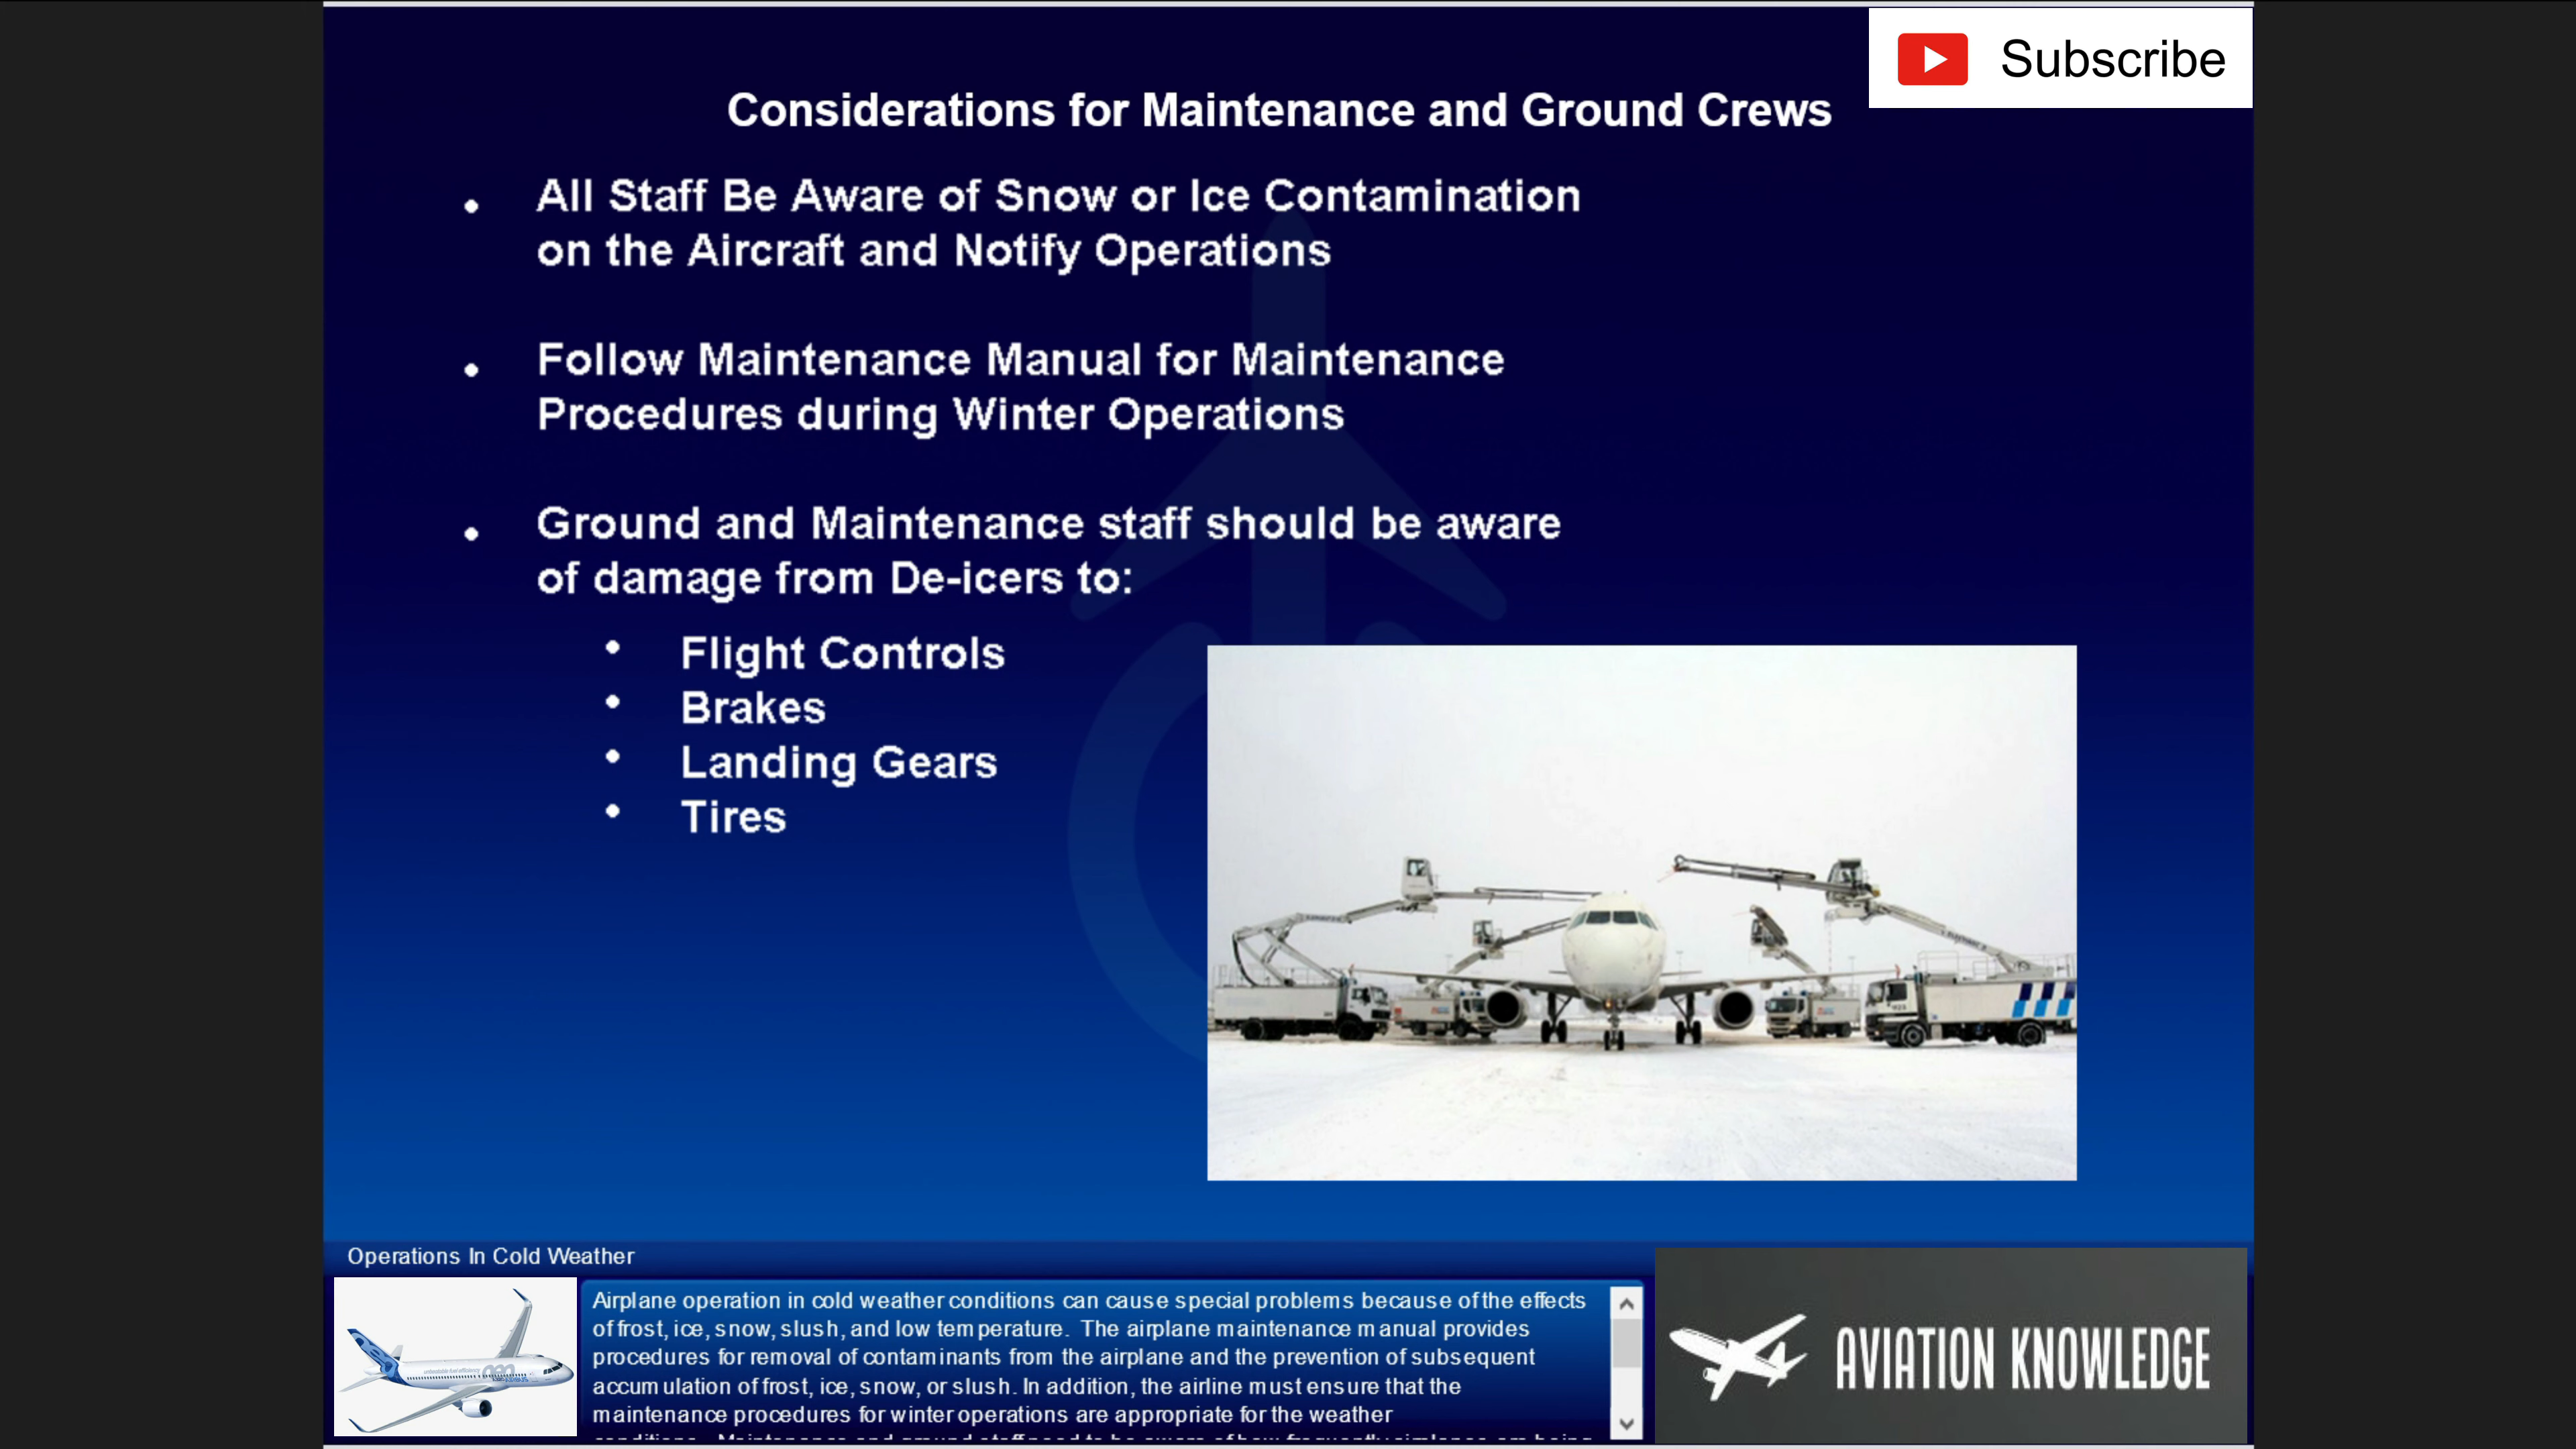 Subscribe
Considerations for Maintenance and Ground Crews
All Staff Be Aware of Snow or Ice Contamination
on the Aircraft and Notify Operations
Follow Maintenance Manual for Maintenance
Procedures during Winter Operations
Ground and Maintenance staff should be aware
of damage from De-icers to:
Flight Controls
Brakes
Landing Gears
Tires
Operations In Cold Weather
Airplane operation in cold weather conditions can cause special problems because of the effects
of frost, ice, snow, slush, and low temperature. The airplane maintenance manual provides
procedures for removal of contaminants from the airplane and the prevention of subsequent
accumulation of frost, ice, snow, or slush. In addition, the airline must ensure that the
maintenance procedures for winter operations are appropriate for the weather
AVIATION KNOWLEDGE